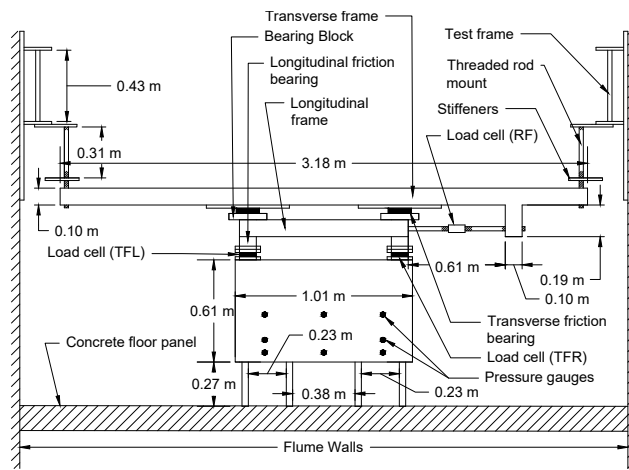 Transverse frame
Bearing Block
Longitudinal friction
bearing
Longitudinal
frame
Test frame
Threaded rod
mount
Stiffeners
Load cell (RF)
0.43 m
0.31 m
3.18 m
0.10 m
Load cell (TFL)
0.61 m
0.19 m
0.10 m
1.01 m
0.61 m
0.23 m
Concrete floor panel
0.27 m
0.38 m
0.23 m
Transverse friction
bearing
Load cell (TFR)
Pressure gauges
Flume Walls